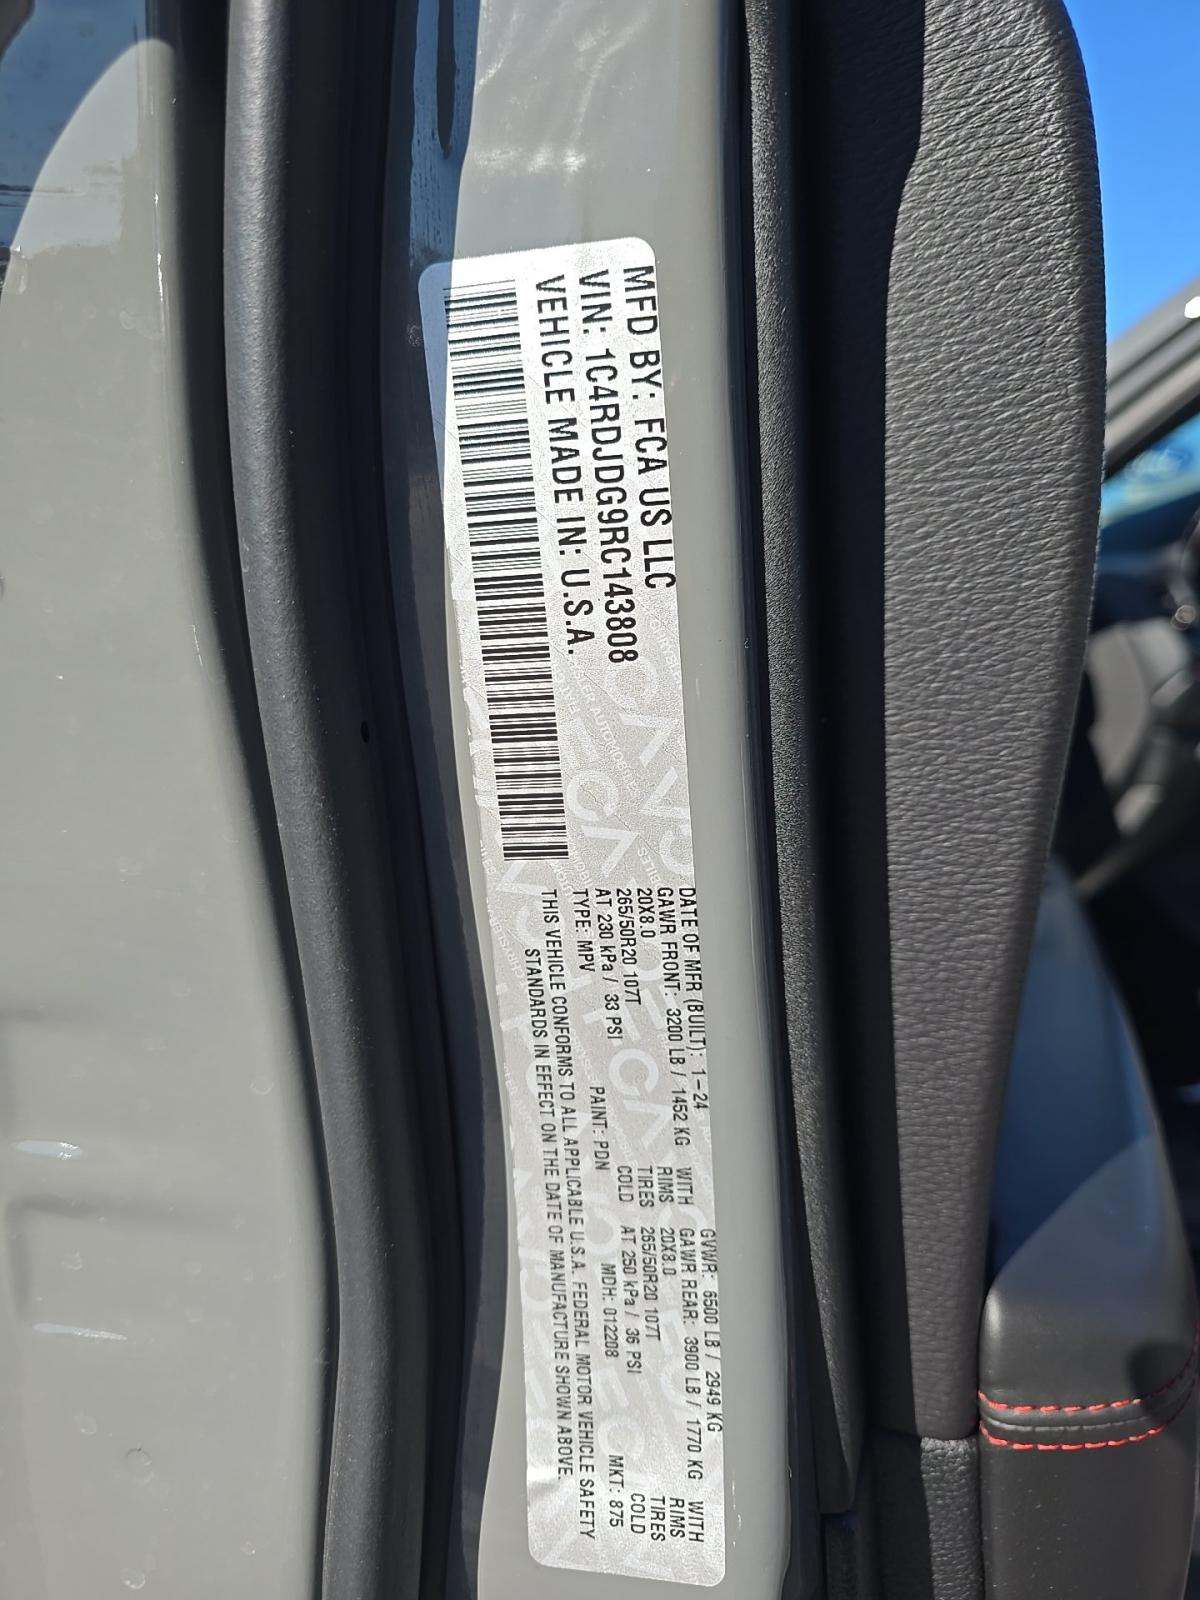 MFD BY: FCA US LLC
VIN: 1C4RDJDG9RC143808
VEHICLE MADE IN: U.S.A.
DATE OF MFR (BUILT): 1-24 GVWR: 6500 LB / 2949 KG
GAWR FRONT: 3200 LB / 1452 KG WITH GAWR REAR: 3900 LB / 1770 KG WITH
20X8.0 RIMS 20X8.0 RIMS
265/50R20 107T TIRES 265/50R20 107T TIRES
AT 230 kPa / 33 PSI COLD AT 250 kPa / 36 PSI COLD
TYPE: MPV PAINT: PDN MDH: 012208 MKT: 875
THIS VEHICLE CONFORMS TO ALL APPLICABLE U.S.A. FEDERAL MOTOR VEHICLE SAFETY
STANDARDS IN EFFECT ON THE DATE OF MANUFACTURE SHOWN ABOVE.